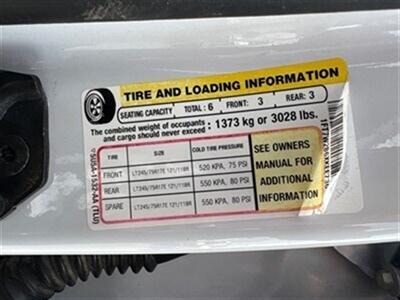 TIRE AND LOADING INFORMATION
SEATING CAPACITY TOTAL : 6 FRONT: 3 REAR: 3
The combined weight of occupants
and cargo should never exceed : 1373 kg or 3028 lbs.
TIRE SIZE COLD TIRE PRESSURE
FRONT LT245/75R17E 121/118R 520 KPA, 75 PSI
REAR LT245/75R17E 121/118R 550 KPA, 80 PSI
SPARE LT245/75R17E 121/118R 550 KPA, 80 PSI
SEE OWNERS
MANUAL FOR
ADDITIONAL
INFORMATION